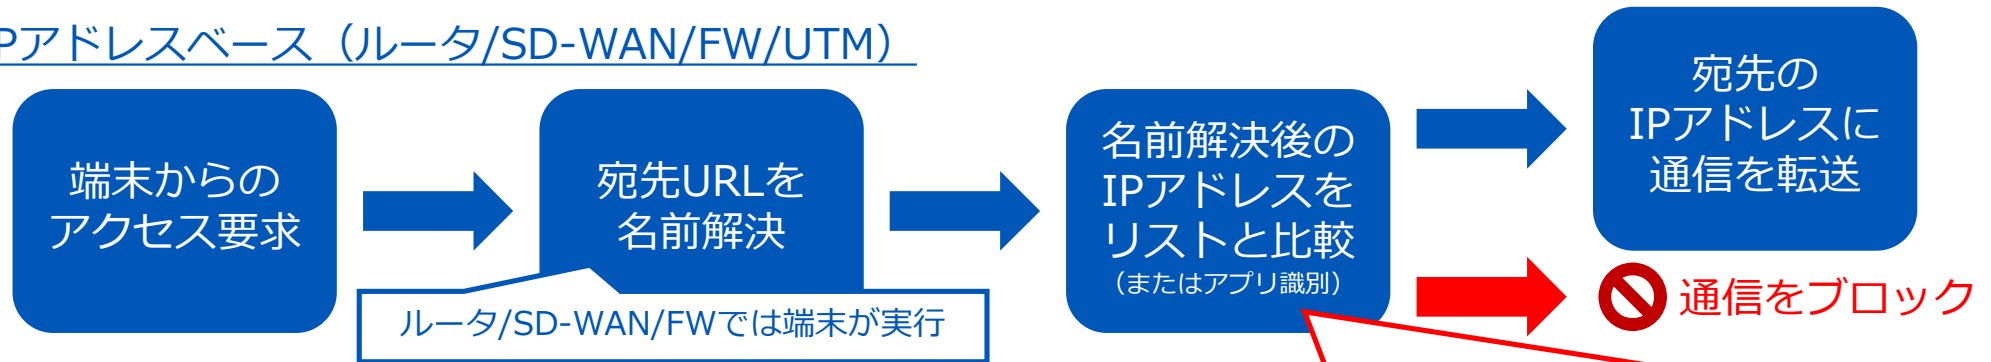 Pアドレスベース（ルータ/SD-WAN/FW/UTM）
端末からの
アクセス要求
宛先URLを
名前解決
ルータ/SD-WAN/FWでは端末が実行
名前解決後の
IPアドレスを
リストと比較
（またはアプリ識別）
宛先の
IPアドレスに
通信を転送
通信をブロック